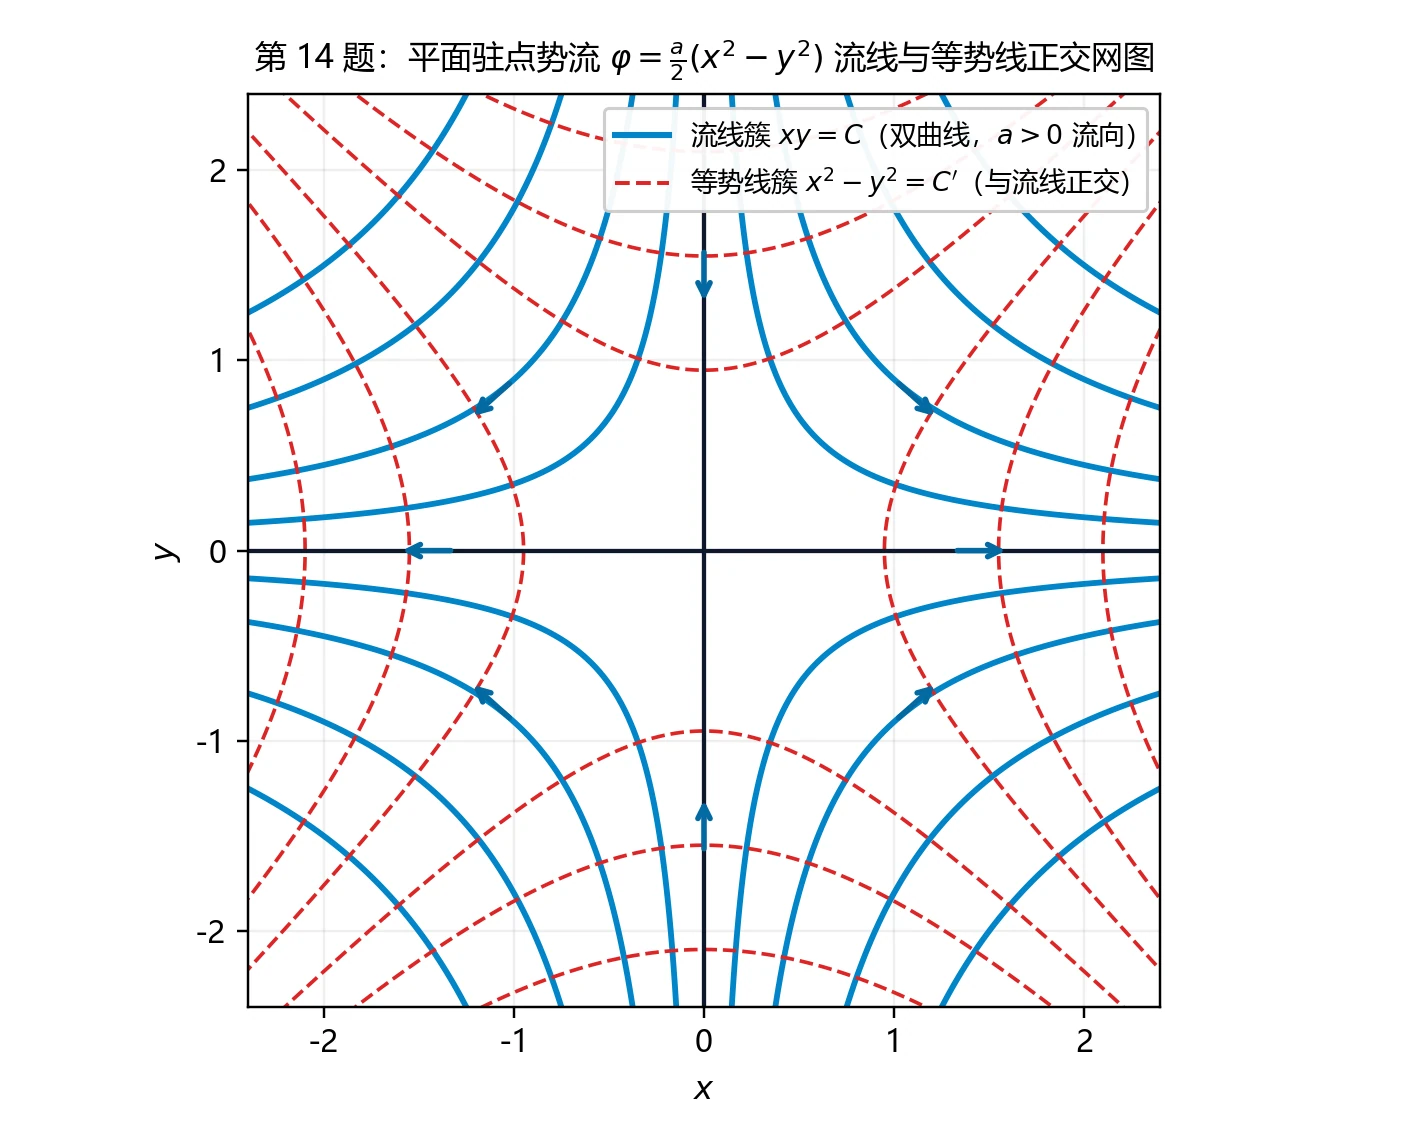 第 14 题：平面驻点势流 φ = a/2 (x² − y²) 流线与等势线正交网图
流线簇 xy = C（双曲线，a > 0 流向）
等势线簇 x² − y² = C′（与流线正交）
2
1
0
-1
-2
y
-2 -1 0 1 2
x